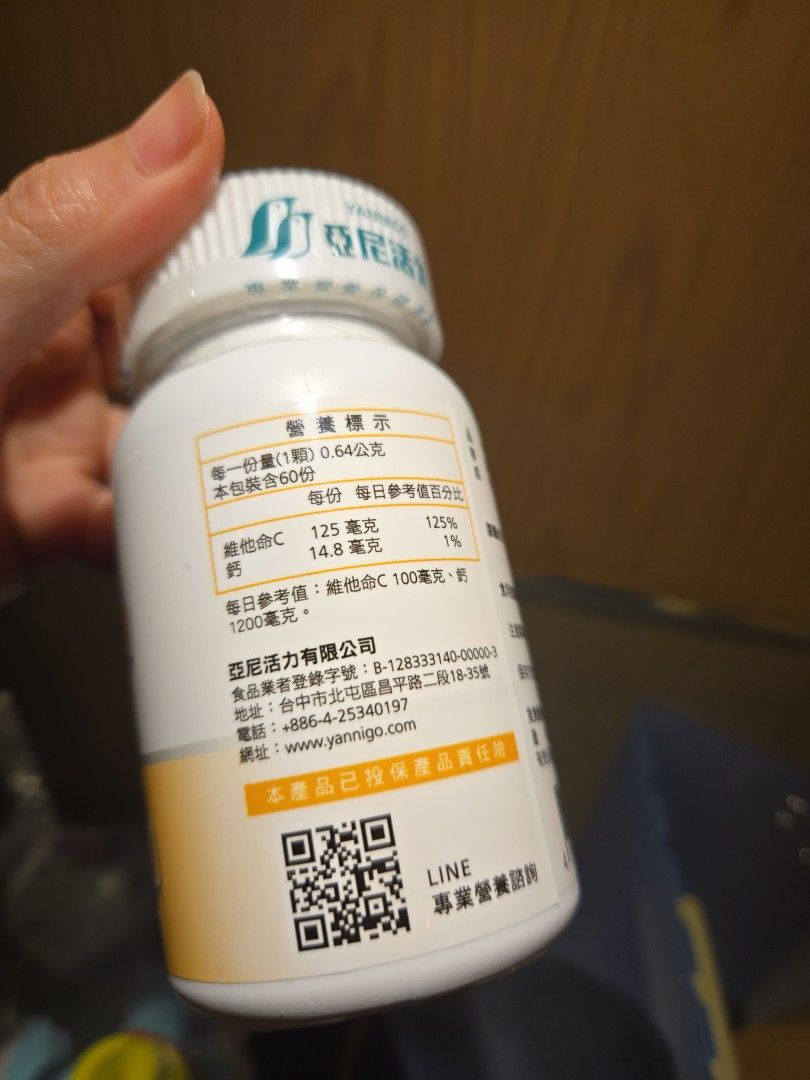 YANNIGO
亞尼活力
專業營養保健
營養標示
每一份量(1顆) 0.64公克
本包裝含60份
每份 每日參考值百分比
維他命C 125 毫克 125%
鈣 14.8 毫克 1%
每日參考值：維他命C 100毫克、鈣
1200毫克。
亞尼活力有限公司
食品業者登錄字號：B-128333140-00000-3
地址：台中市北屯區昌平路二段18-35號
電話：+886-4-25340197
網址：www.yannigo.com
本產品已投保產品責任險
LINE
專業營養諮詢